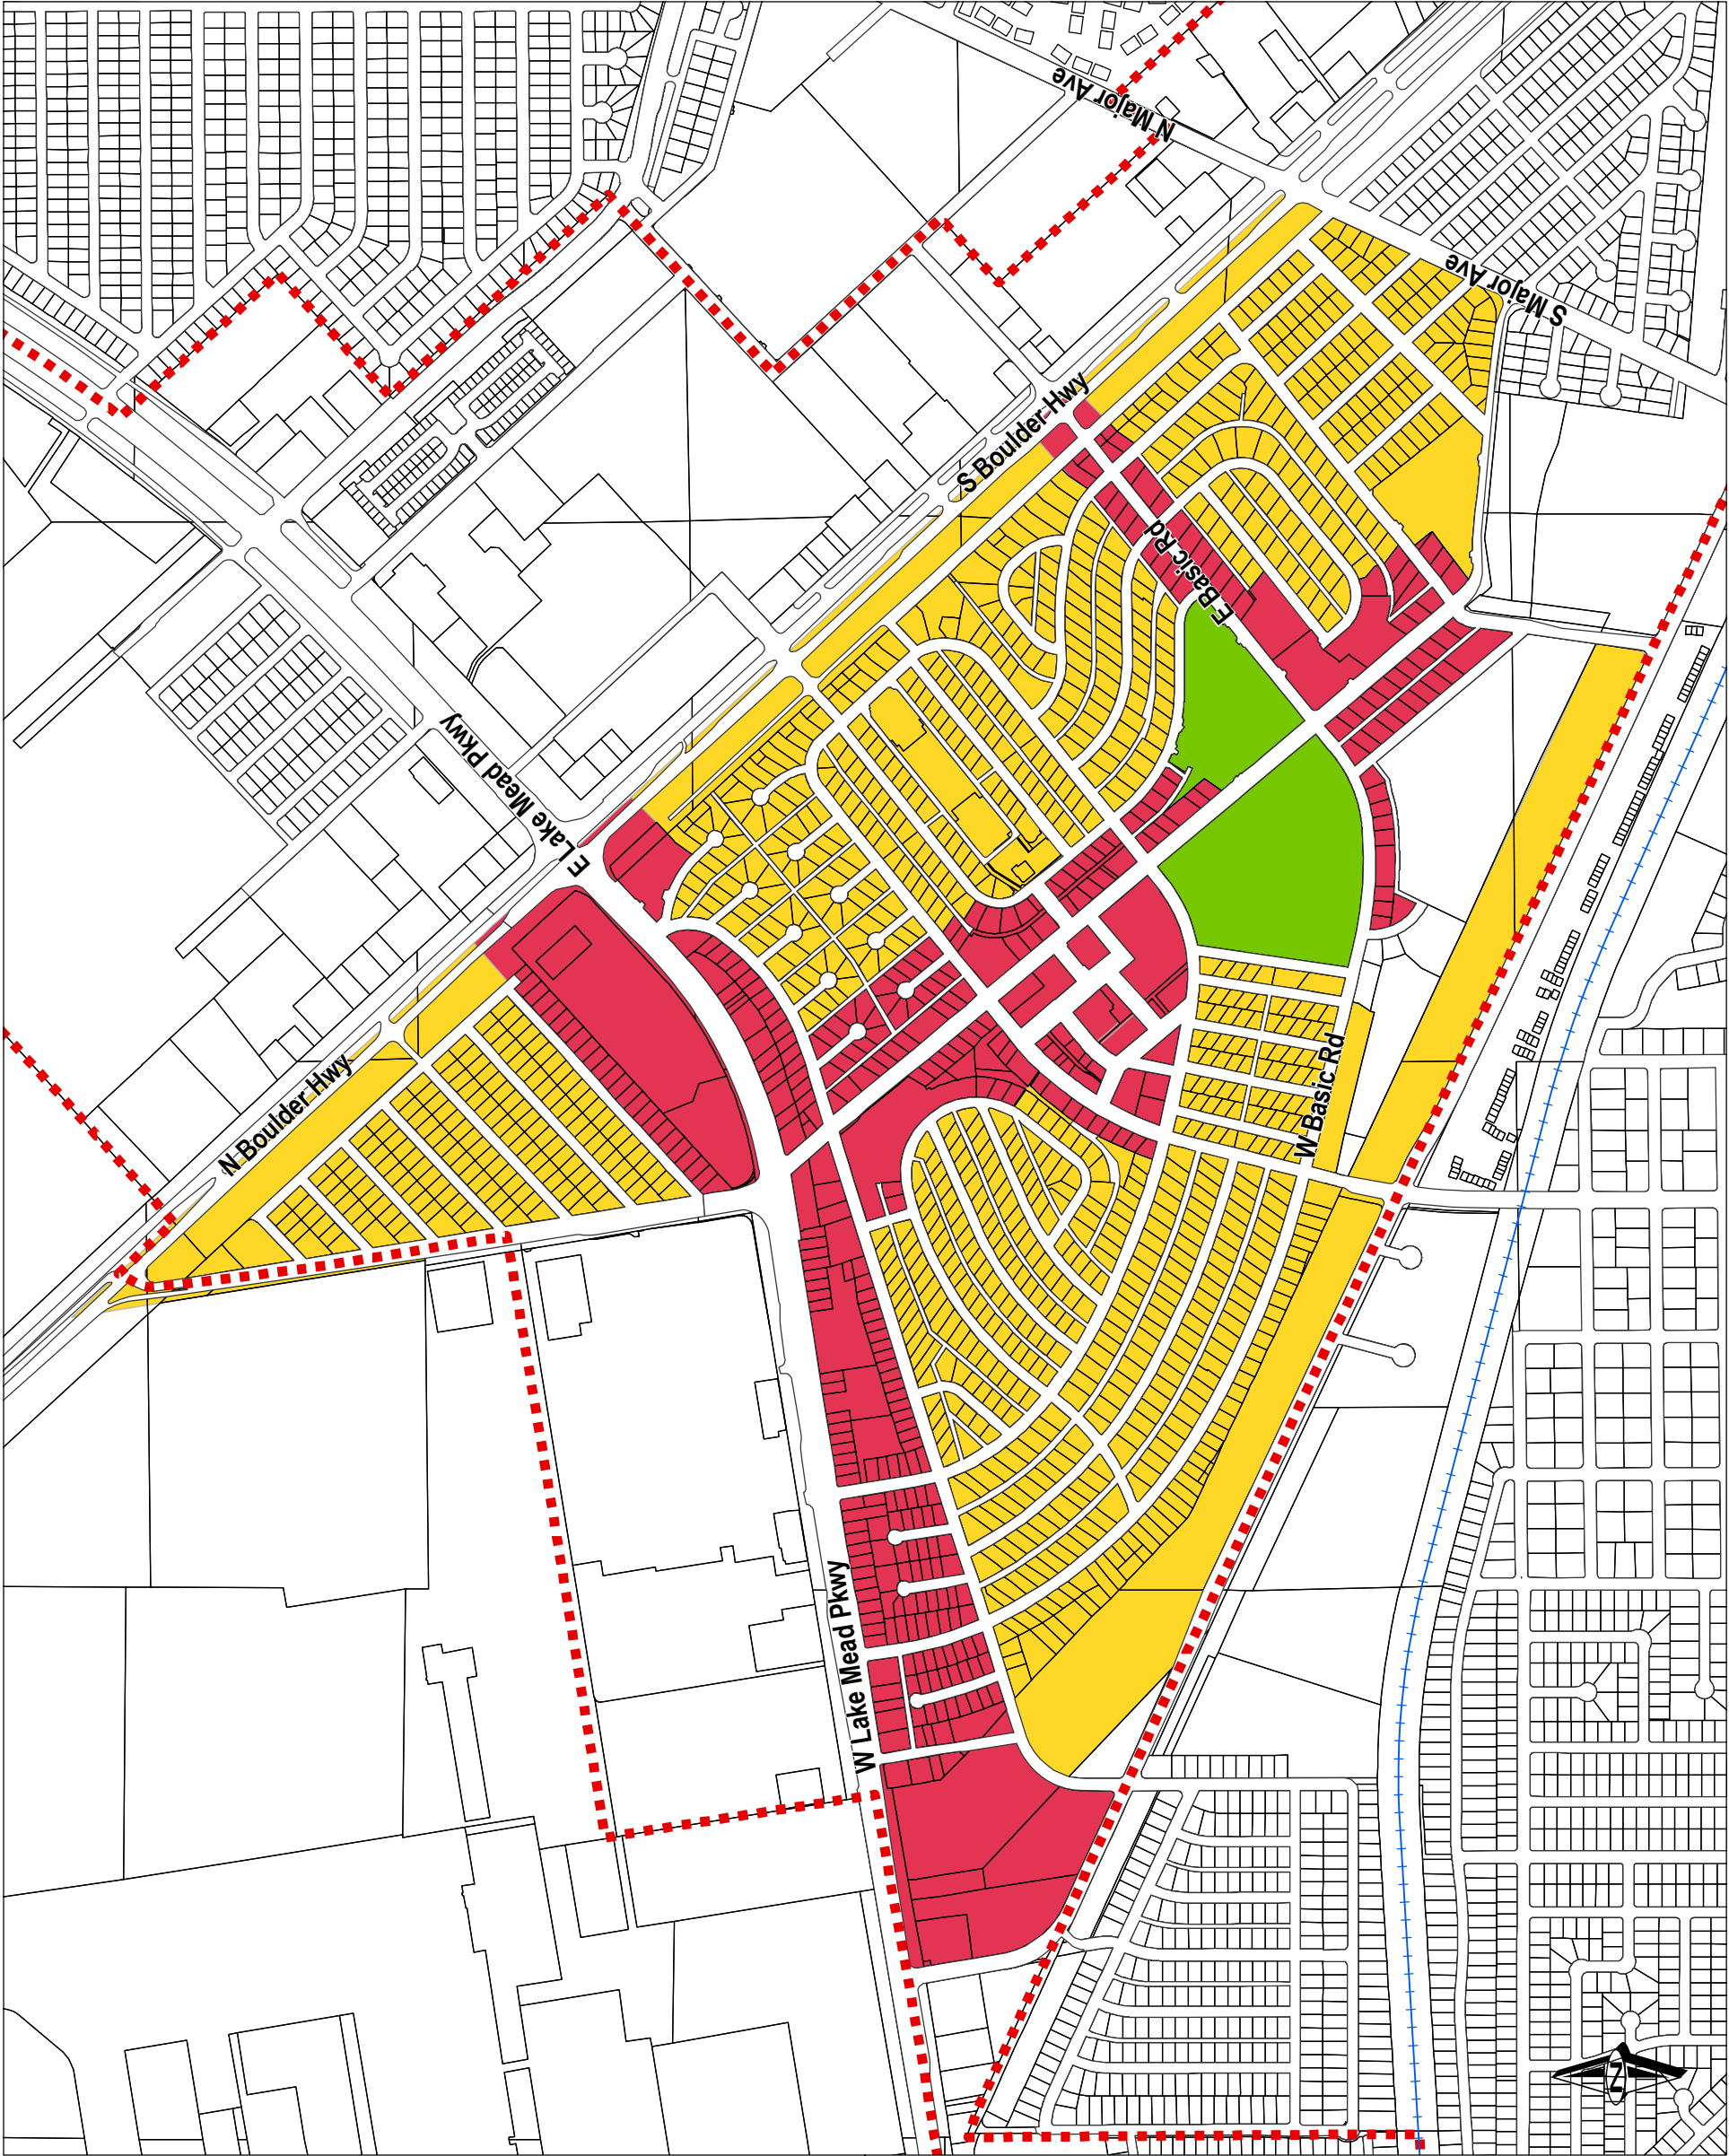 N Major Ave
S Major Ave
S Boulder Hwy
E Basic Rd
E Lake Mead Pkwy
N Boulder Hwy
W Basic Rd
W Lake Mead Pkwy
N